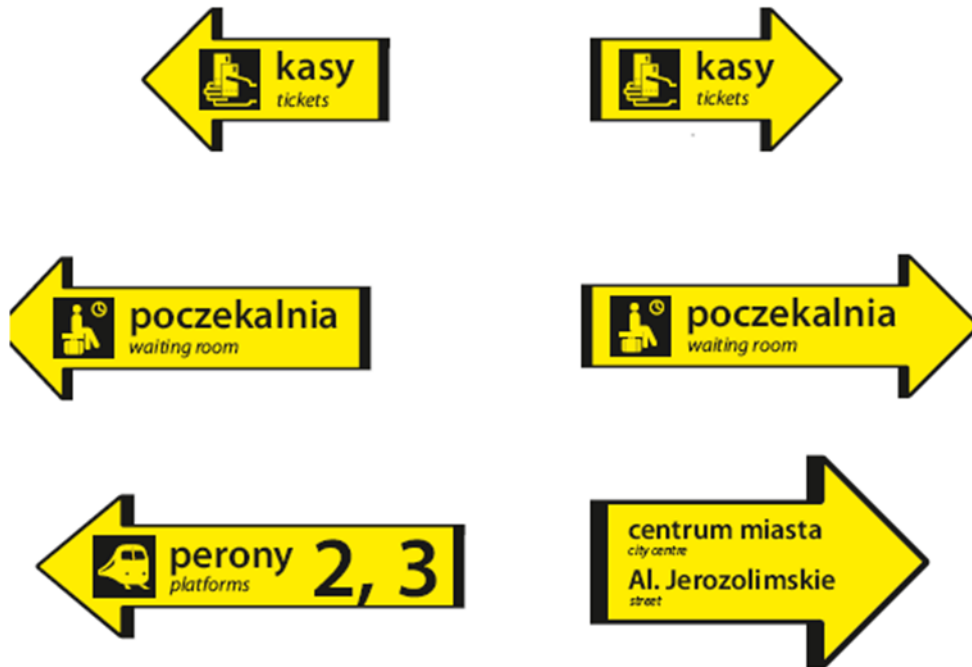 kasy
tickets
kasy
tickets
poczekalnia
waiting room
poczekalnia
waiting room
perony 2, 3
platforms
centrum miasta
city centre
Al. Jerozolimskie
street